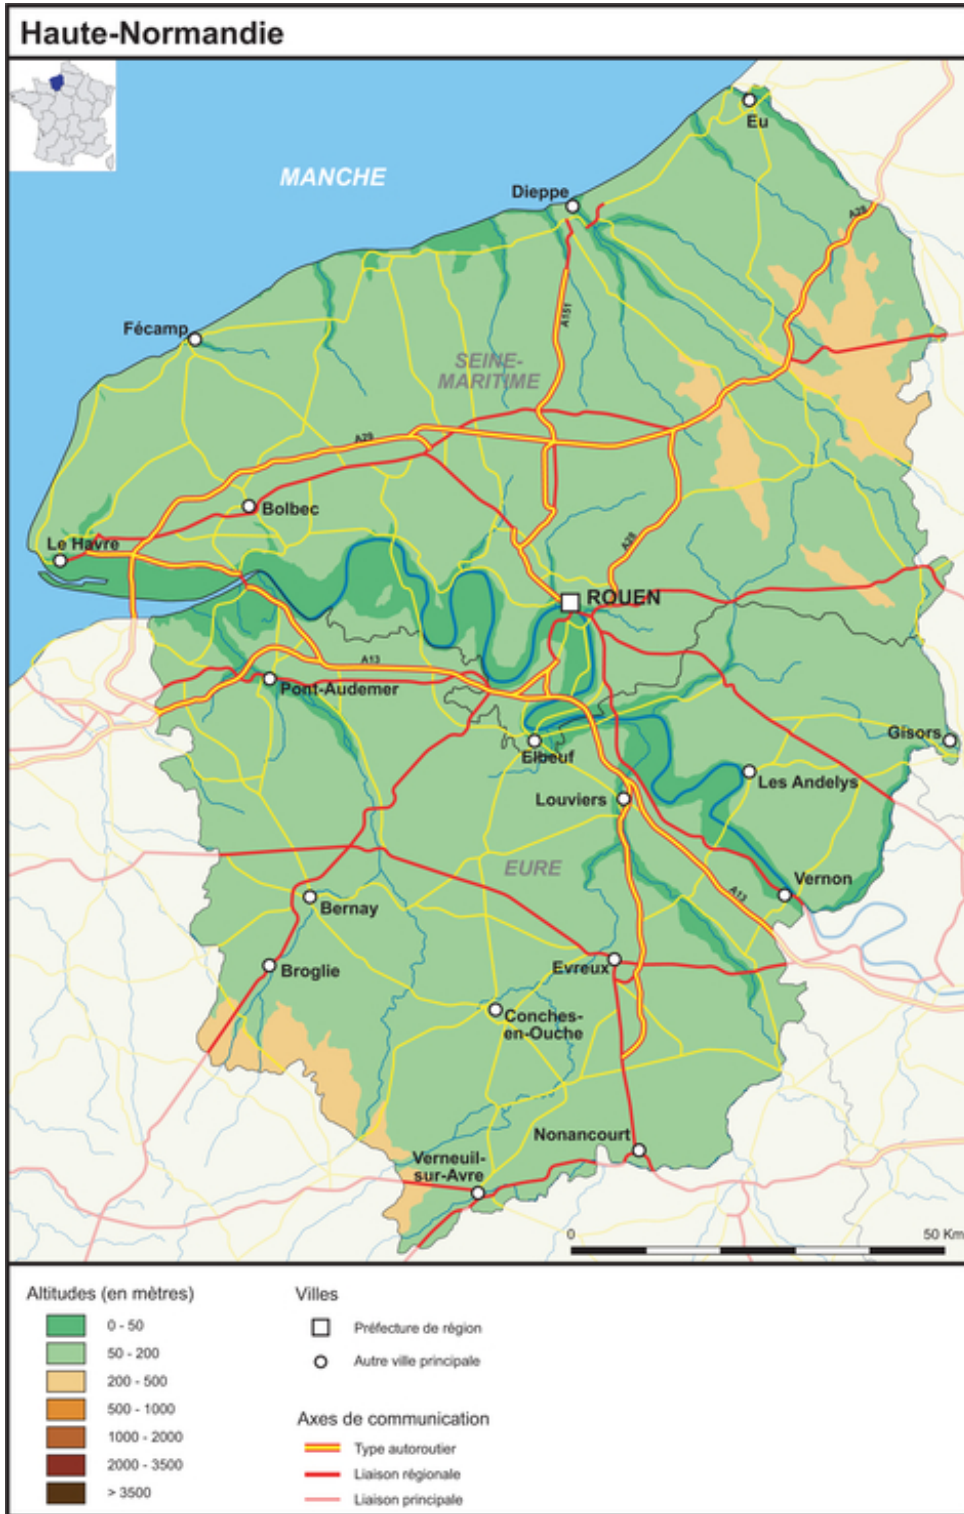 Haute-Normandie
MANCHE
Eu
Dieppe
A28
A151
Fécamp
SEINE-
MARITIME
A29
Bolbec
Le Havre
A28
ROUEN
A13
Pont-Audemer
Elbeuf
Gisors
Les Andelys
Louviers
EURE
Vernon
A13
Bernay
Broglie
Evreux
Conches-
en-Ouche
Nonancourt
Verneuil-
sur-Avre
0
50 Km
Altitudes (en mètres)
0 - 50
50 - 200
200 - 500
500 - 1000
1000 - 2000
2000 - 3500
> 3500
Villes
Préfecture de région
Autre ville principale
Axes de communication
Type autoroutier
Liaison régionale
Liaison principale